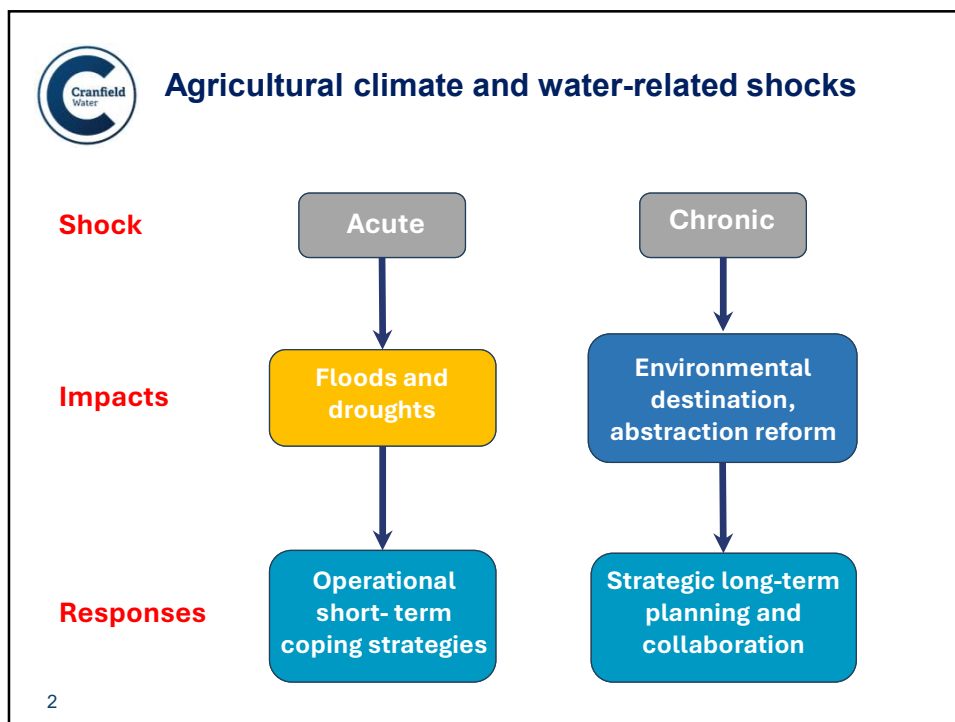 Cranfield
Water
Agricultural climate and water-related shocks
Shock
Acute
Chronic
Impacts
Floods and
droughts
Environmental
destination,
abstraction reform
Responses
Operational
short- term
coping strategies
Strategic long-term
planning and
collaboration
2